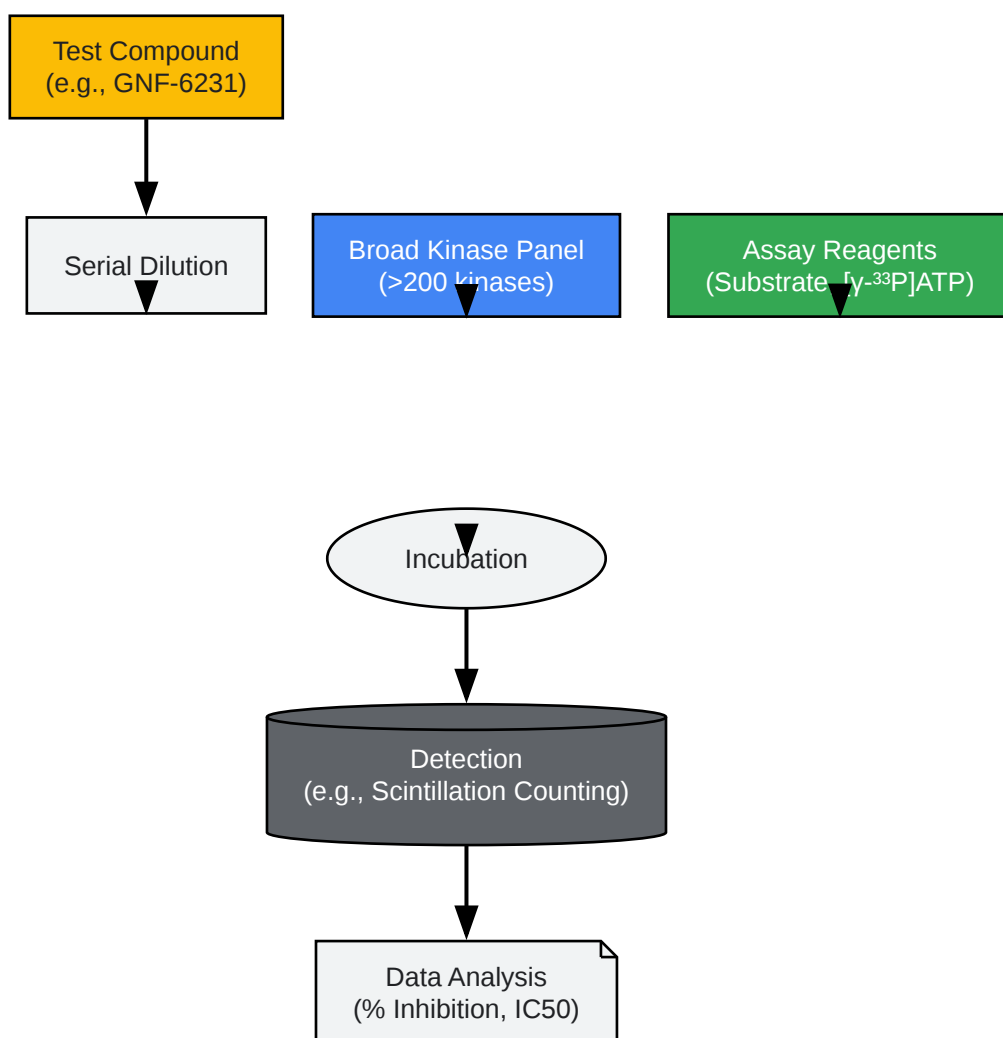 Test Compound
(e.g., GNF-6231)
Serial Dilution
Broad Kinase Panel
(>200 kinases)
Assay Reagents
(Substrate, [γ-³³P]ATP)
Incubation
Detection
(e.g., Scintillation Counting)
Data Analysis
(% Inhibition, IC50)